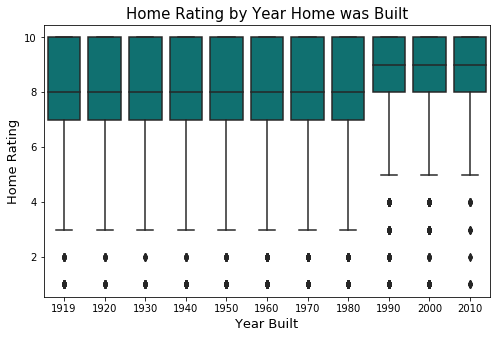 Home Rating by Year Home was Built
10
8
6
4
2
Home Rating
1919 1920 1930 1940 1950 1960 1970 1980 1990 2000 2010
Year Built